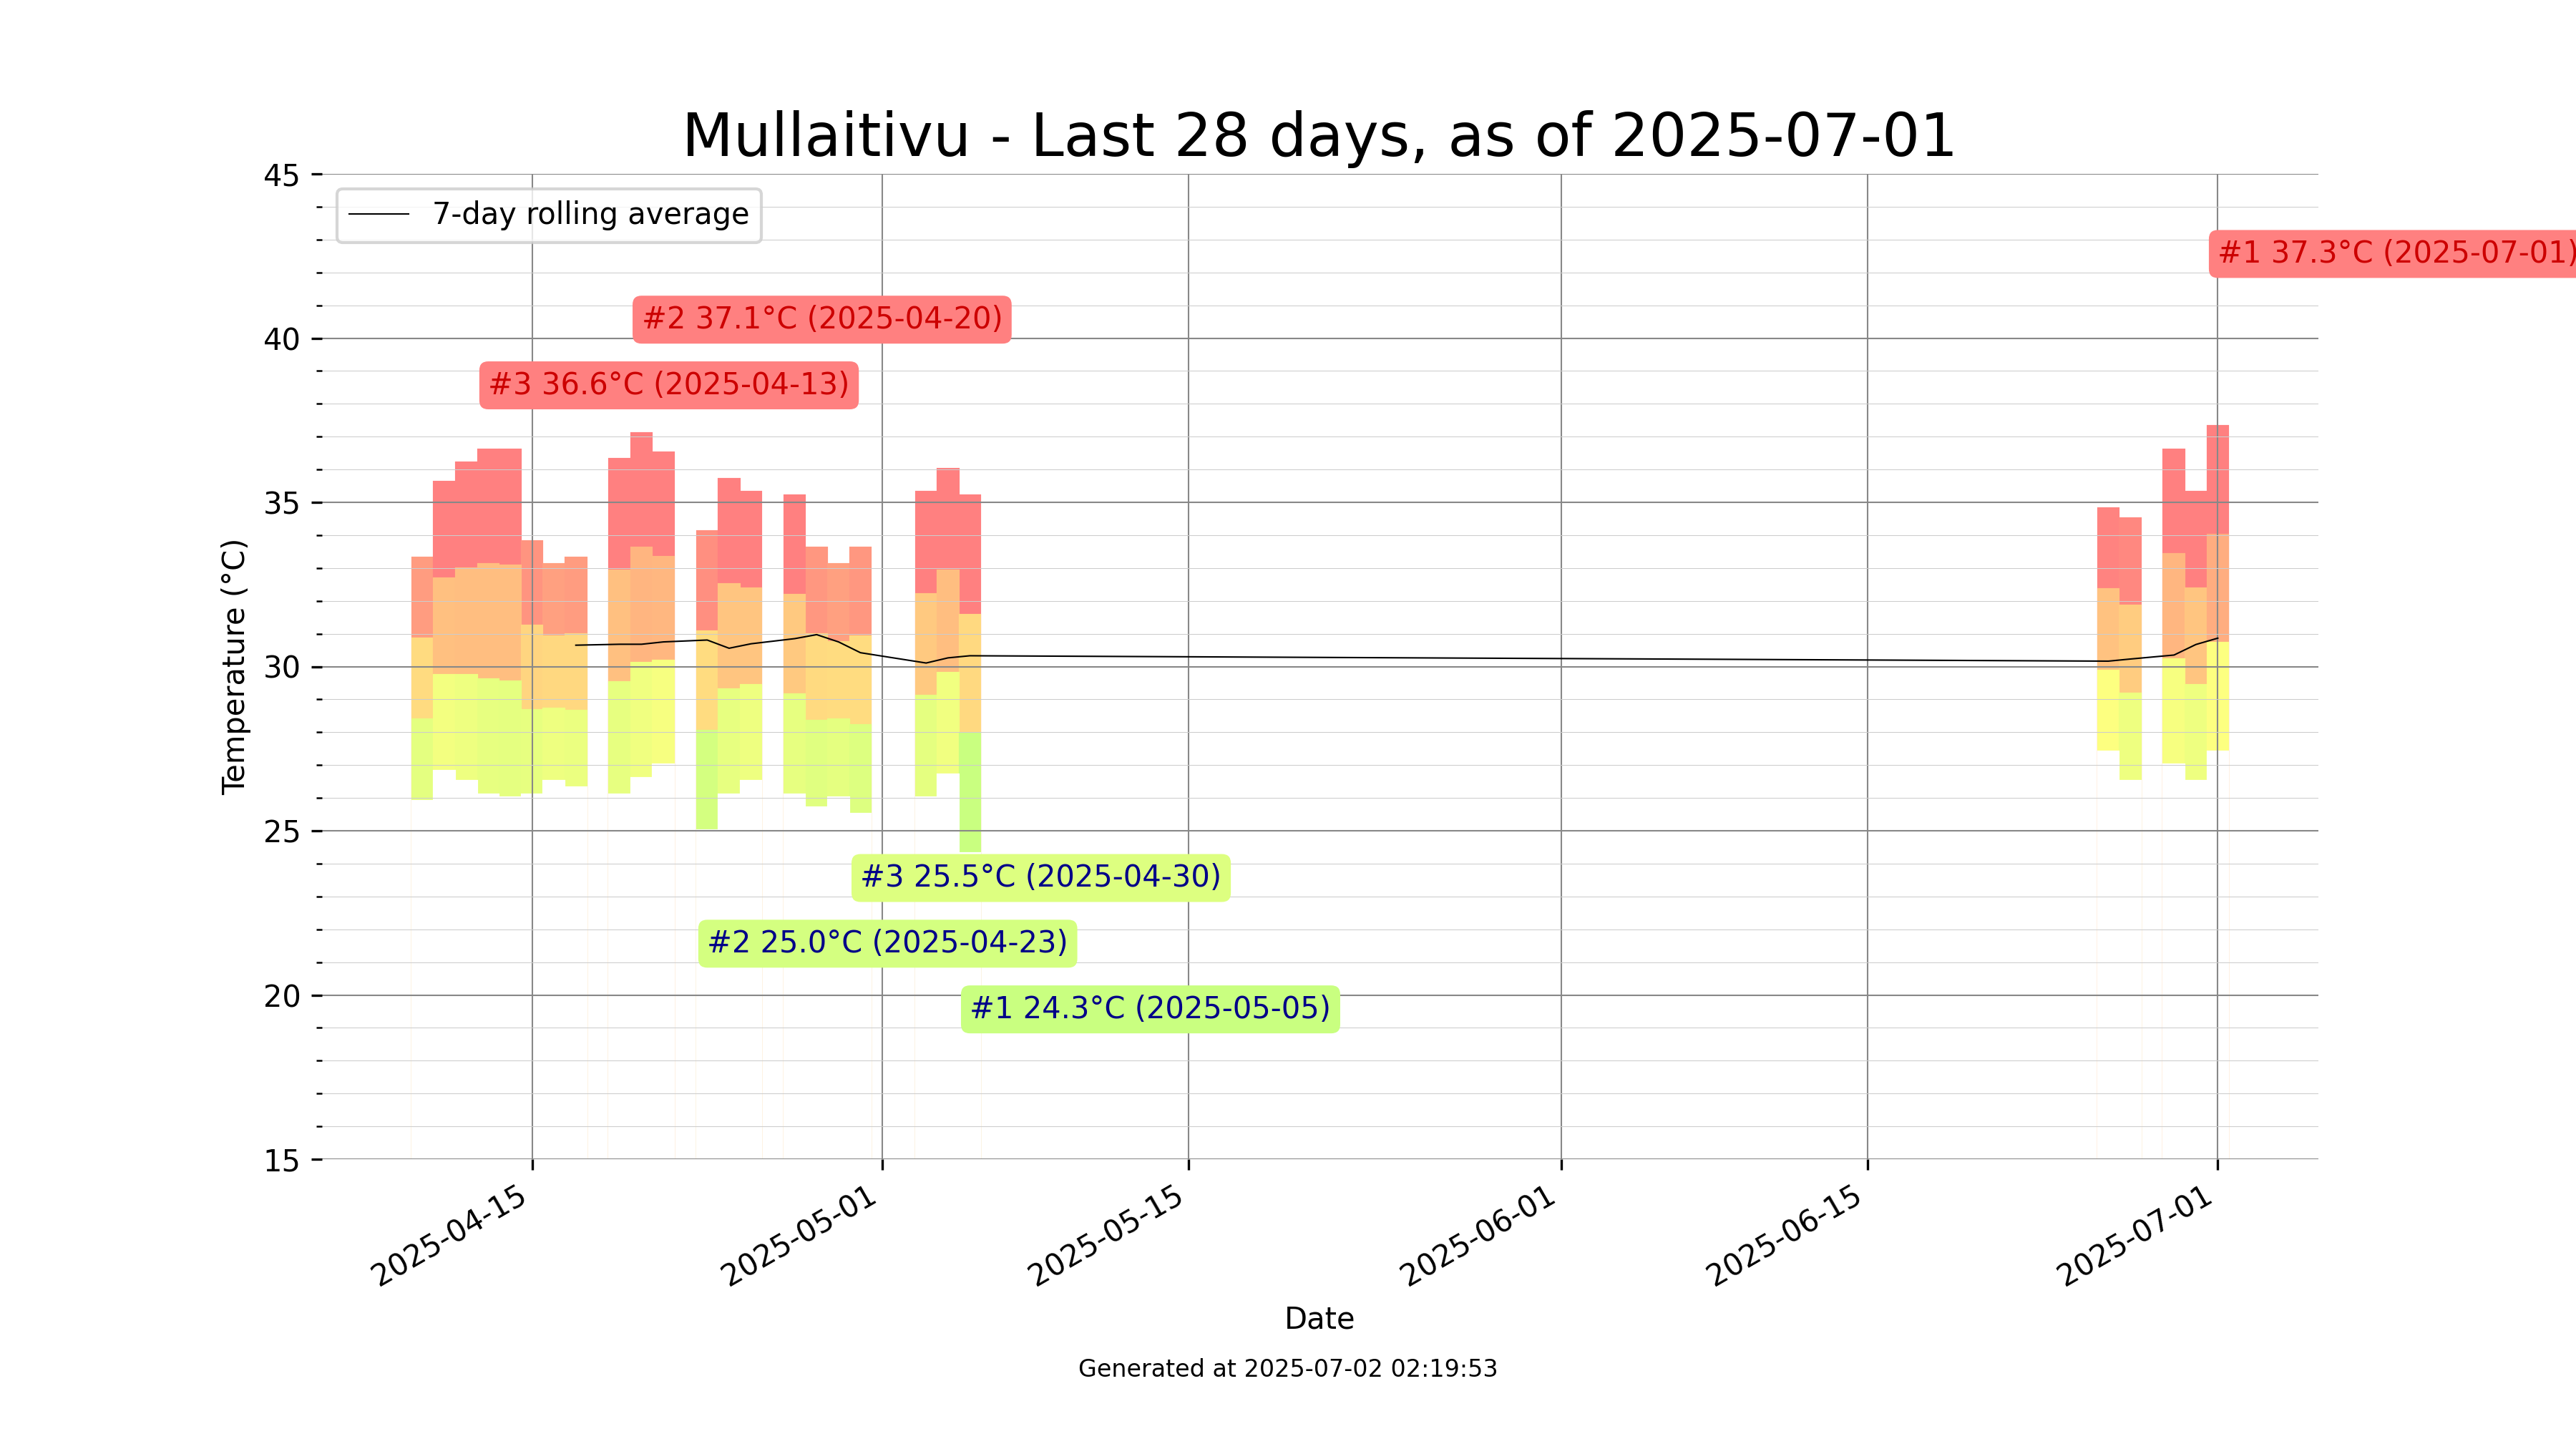 Mullaitivu - Last 28 days, as of 2025-07-01
45
7-day rolling average
#1 37.3°C (2025-07-01)
#2 37.1°C (2025-04-20)
40
#3 36.6°C (2025-04-13)
35
Temperature (°C)
30
25
#3 25.5°C (2025-04-30)
#2 25.0°C (2025-04-23)
20
#1 24.3°C (2025-05-05)
15
2025-04-15
2025-05-01
2025-05-15
2025-06-01
2025-06-15
2025-07-01
Date
Generated at 2025-07-02 02:19:53